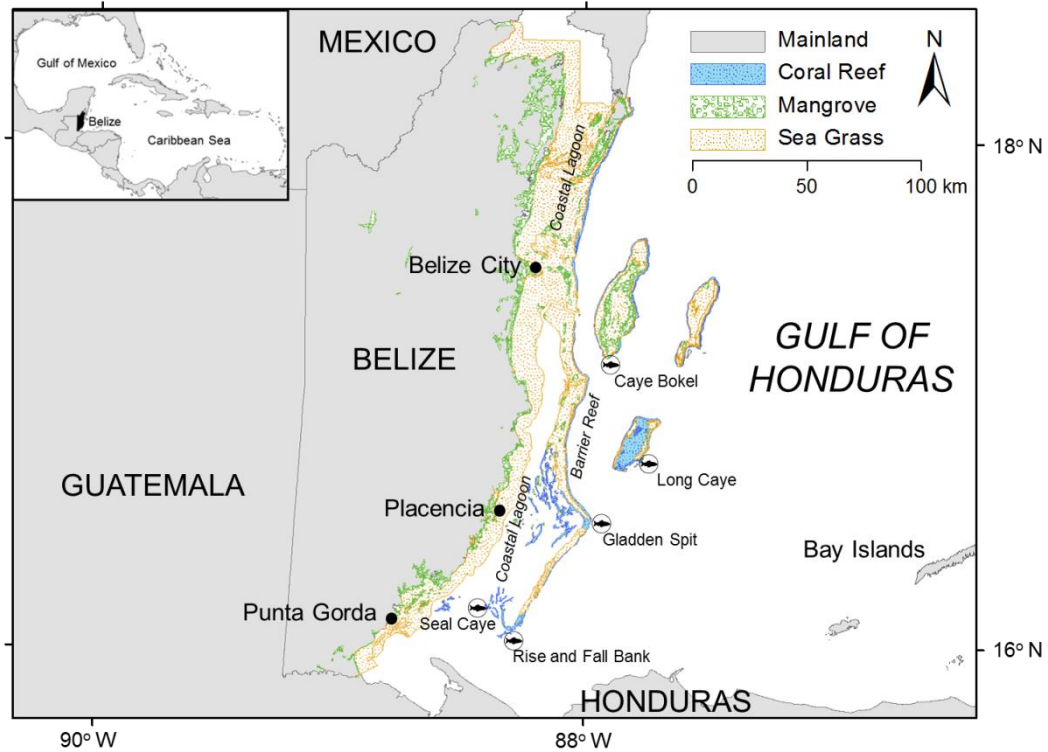 Gulf of Mexico
Belize
Caribbean Sea
MEXICO
Mainland
Coral Reef
Mangrove
Sea Grass
N
0 50 100 km
18° N
Coastal Lagoon
Belize City
BELIZE
GULF OF
HONDURAS
Caye Bokel
Barrier Reef
Long Caye
GUATEMALA
Placencia
Coastal Lagoon
Gladden Spit
Bay Islands
Punta Gorda
Seal Caye
Rise and Fall Bank
16° N
HONDURAS
90° W
88° W